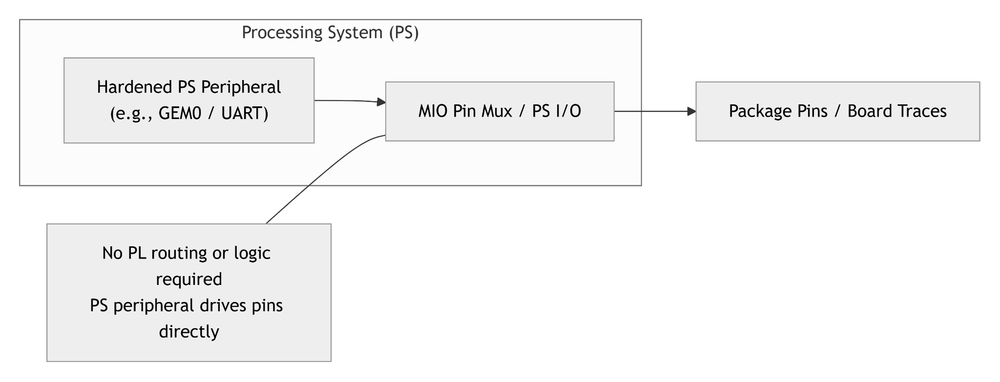 Processing System (PS)
Hardened PS Peripheral
(e.g., GEM0 / UART)
MIO Pin Mux / PS I/O
Package Pins / Board Traces
No PL routing or logic
required
PS peripheral drives pins
directly